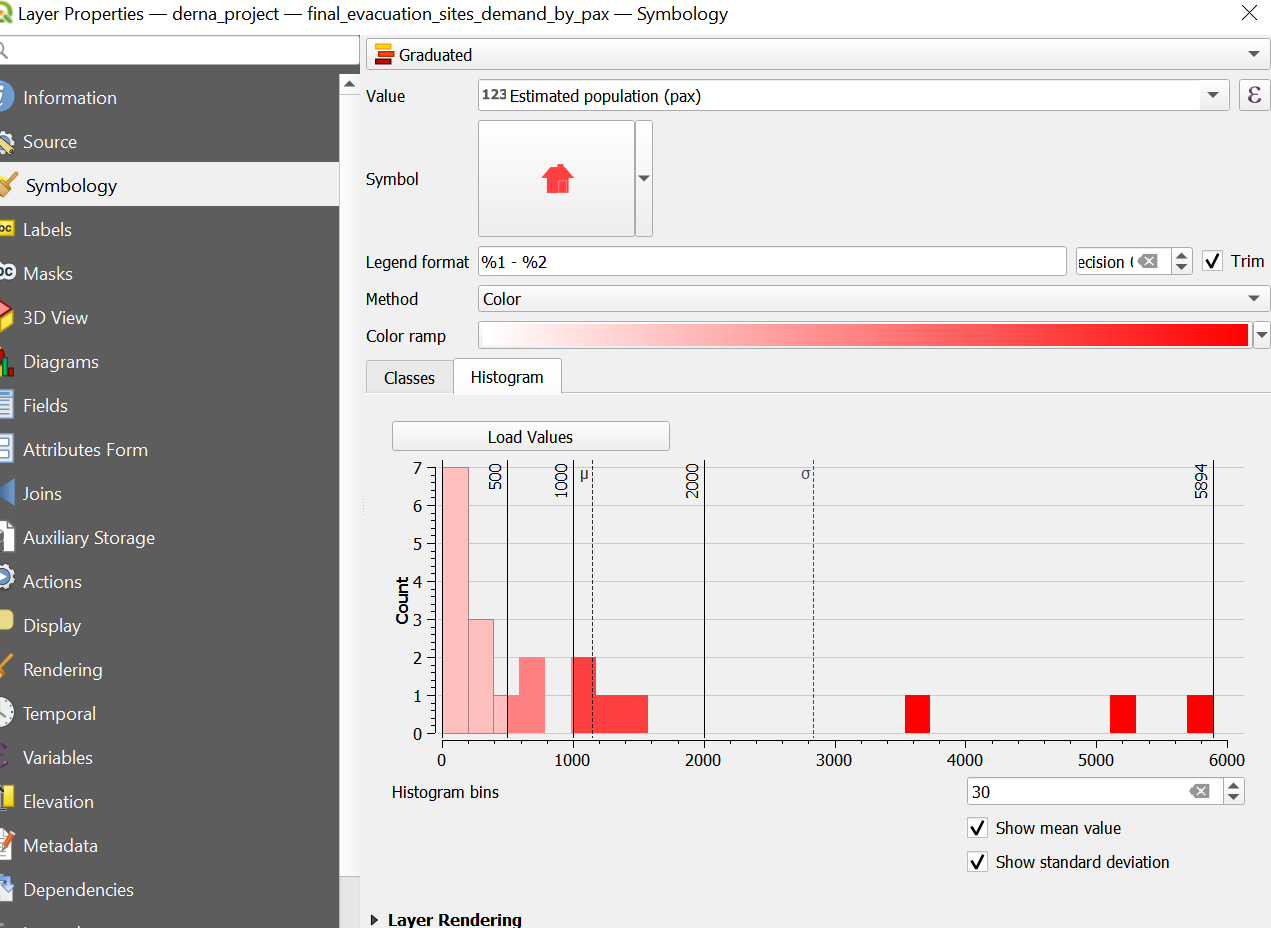 Layer Properties — derna_project — final_evacuation_sites_demand_by_pax — Symbology
Information
Source
Symbology
Labels
Masks
3D View
Diagrams
Fields
Attributes Form
Joins
Auxiliary Storage
Actions
Display
Rendering
Temporal
Variables
Elevation
Metadata
Dependencies
Graduated
Value
123 Estimated population (pax)
ε
Symbol
Legend format
%1 - %2
ecision
Trim
Method
Color
Color ramp
Classes
Histogram
Load Values
500
1000
μ
2000
σ
5894
Count
7
6
5
4
3
2
1
0
0 1000 2000 3000 4000 5000 6000
Histogram bins
30
Show mean value
Show standard deviation
Layer Rendering